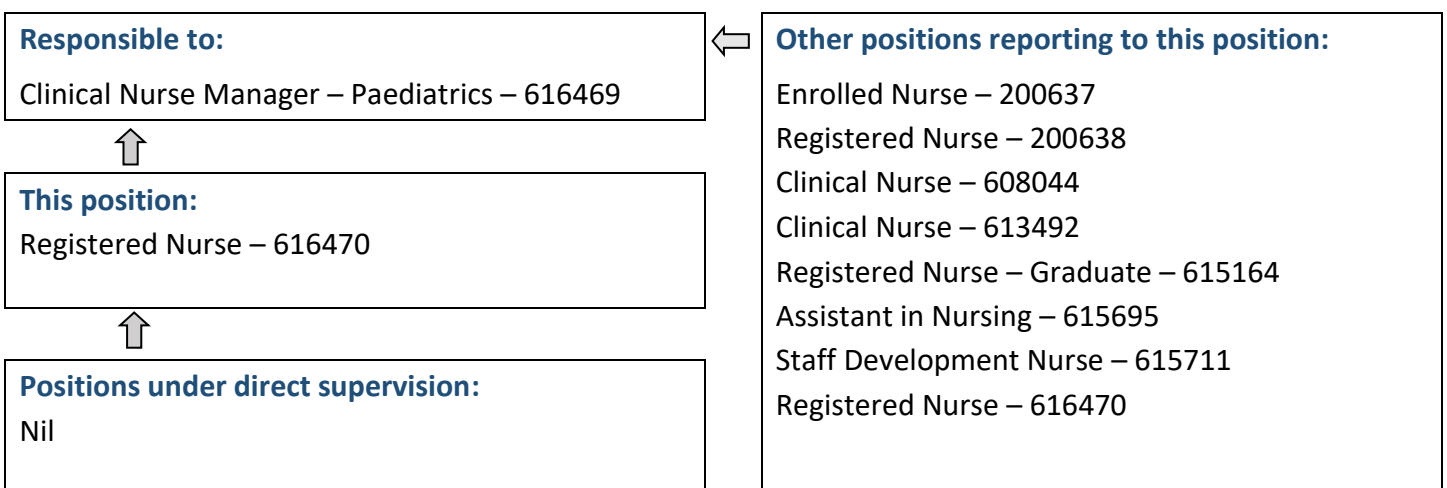 Responsible to:
Clinical Nurse Manager – Paediatrics – 616469
This position:
Registered Nurse – 616470
Positions under direct supervision:
Nil
Other positions reporting to this position:
Enrolled Nurse – 200637
Registered Nurse – 200638
Clinical Nurse – 608044
Clinical Nurse – 613492
Registered Nurse – Graduate – 615164
Assistant in Nursing – 615695
Staff Development Nurse – 615711
Registered Nurse – 616470